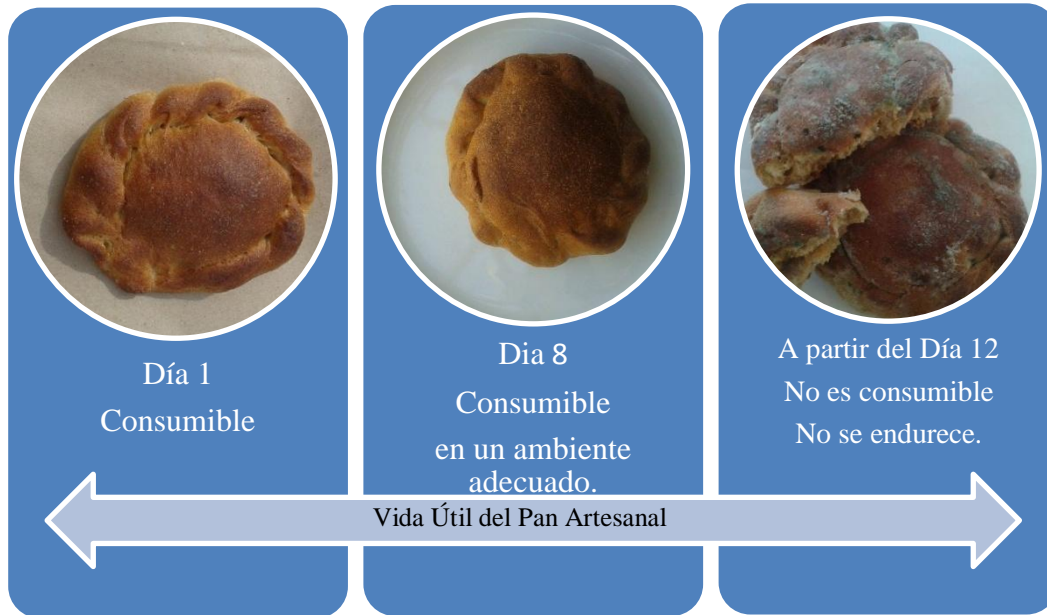 Día 1
Consumible
Dia 8
Consumible
en un ambiente
adecuado.
A partir del Día 12
No es consumible
No se endurece.
Vida Útil del Pan Artesanal